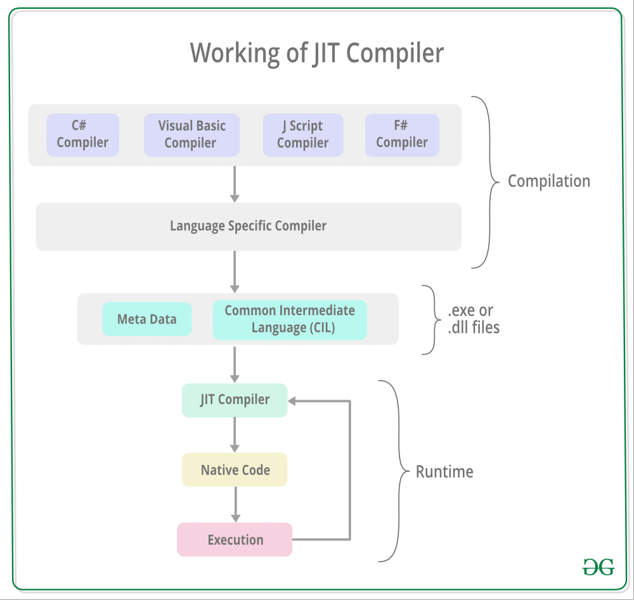 Working of JIT Compiler
C#
Compiler
Visual Basic
Compiler
J Script
Compiler
F#
Compiler
Compilation
Language Specific Compiler
Meta Data
Common Intermediate
Language (CIL)
.exe or
.dll files
JIT Compiler
Native Code
Runtime
Execution